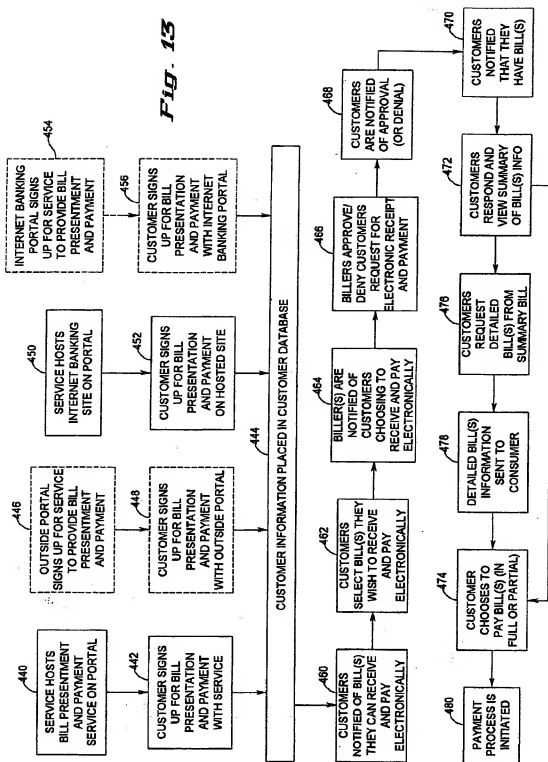 Fig. 13
440
SERVICE HOSTS
BILL PRESENTMENT
AND PAYMENT
SERVICE ON PORTAL
446
OUTSIDE PORTAL
SIGNS UP FOR SERVICE
TO PROVIDE BILL
PRESENTMENT
AND PAYMENT
450
SERVICE HOSTS
INTERNET BANKING
SITE ON PORTAL
454
INTERNET BANKING
PORTAL SIGNS
UP FOR SERVICE
TO PROVIDE BILL
PRESENTMENT
AND PAYMENT
442
CUSTOMER SIGNS
UP FOR BILL
PRESENTATION
AND PAYMENT
WITH SERVICE
448
CUSTOMER SIGNS
UP FOR BILL
PRESENTATION
AND PAYMENT
WITH OUTSIDE PORTAL
452
CUSTOMER SIGNS
UP FOR BILL
PRESENTATION
AND PAYMENT
ON HOSTED SITE
456
CUSTOMER SIGNS
UP FOR BILL
PRESENTATION
AND PAYMENT
WITH INTERNET
BANKING PORTAL
444
CUSTOMER INFORMATION PLACED IN CUSTOMER DATABASE
460
CUSTOMERS
NOTIFIED OF BILL(S)
THEY CAN RECEIVE
AND PAY
ELECTRONICALLY
462
CUSTOMERS
SELECT BILL(S) THEY
WISH TO RECEIVE
AND PAY
ELECTRONICALLY
464
BILLER(S) ARE
NOTIFIED OF
CUSTOMERS
CHOOSING TO
RECEIVE AND PAY
ELECTRONICALLY
466
BILLERS APPROVE/
DENY CUSTOMERS
REQUEST FOR
ELECTRONIC RECEIPT
AND PAYMENT
468
CUSTOMERS
ARE NOTIFIED
OF APPROVAL
(OR DENIAL)
470
CUSTOMERS
NOTIFIED
THAT THEY
HAVE BILL(S)
472
CUSTOMERS
RESPOND AND
VIEW SUMMARY
OF BILL(S) INFO
476
CUSTOMERS
REQUEST
DETAILED
BILL(S) FROM
SUMMARY BILL
478
DETAILED BILL(S)
INFORMATION
SENT TO
CONSUMER
474
CUSTOMER
CHOOSES TO
PAY BILL(S) (IN
FULL OR PARTIAL)
480
PAYMENT
PROCESS IS
INITIATED